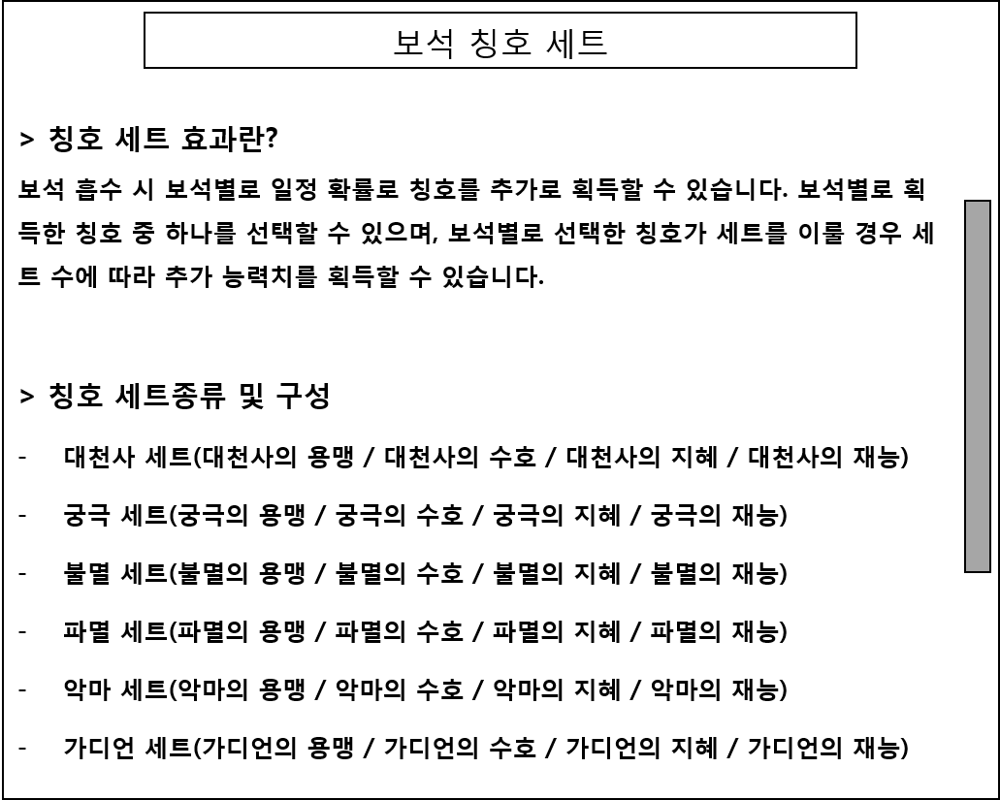 보석 칭호 세트
> 칭호 세트 효과란?
보석 흡수 시 보석별로 일정 확률로 칭호를 추가로 획득할 수 있습니다. 보석별로 획
득한 칭호 중 하나를 선택할 수 있으며, 보석별로 선택한 칭호가 세트를 이룰 경우 세
트 수에 따라 추가 능력치를 획득할 수 있습니다.
> 칭호 세트종류 및 구성
- 대천사 세트(대천사의 용맹 / 대천사의 수호 / 대천사의 지혜 / 대천사의 재능)
- 궁극 세트(궁극의 용맹 / 궁극의 수호 / 궁극의 지혜 / 궁극의 재능)
- 불멸 세트(불멸의 용맹 / 불멸의 수호 / 불멸의 지혜 / 불멸의 재능)
- 파멸 세트(파멸의 용맹 / 파멸의 수호 / 파멸의 지혜 / 파멸의 재능)
- 악마 세트(악마의 용맹 / 악마의 수호 / 악마의 지혜 / 악마의 재능)
- 가디언 세트(가디언의 용맹 / 가디언의 수호 / 가디언의 지혜 / 가디언의 재능)